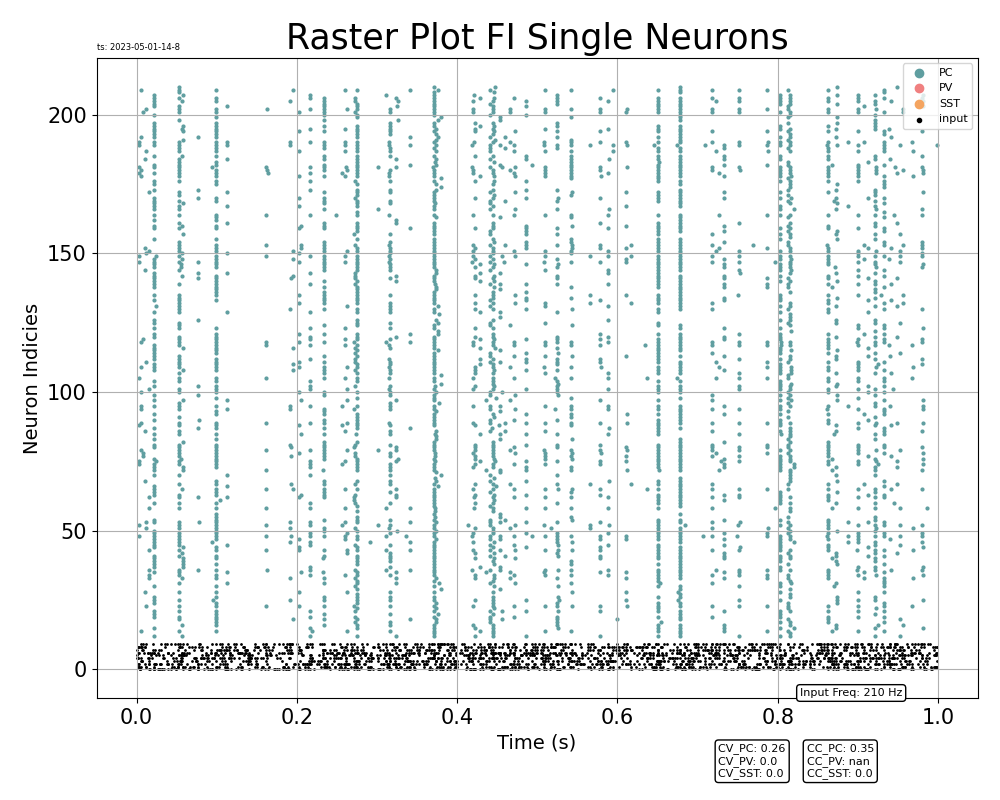 Raster Plot FI Single Neurons
ts: 2023-05-01-14-8
PC
PV
SST
input
Neuron Indicies
200
150
100
50
0
0.0 0.2 0.4 0.6 0.8 1.0
Time (s)
Input Freq: 210 Hz
CV_PC: 0.26
CV_PV: 0.0
CV_SST: 0.0
CC_PC: 0.35
CC_PV: nan
CC_SST: 0.0